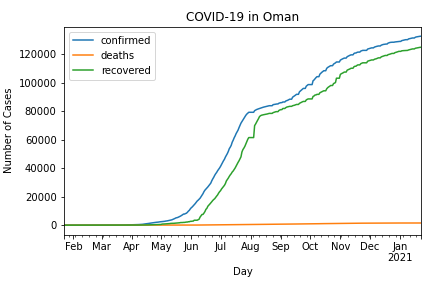 COVID-19 in Oman
confirmed
deaths
recovered
Number of Cases
120000
100000
80000
60000
40000
20000
0
Feb Mar Apr May Jun Jul Aug Sep Oct Nov Dec Jan
2021
Day